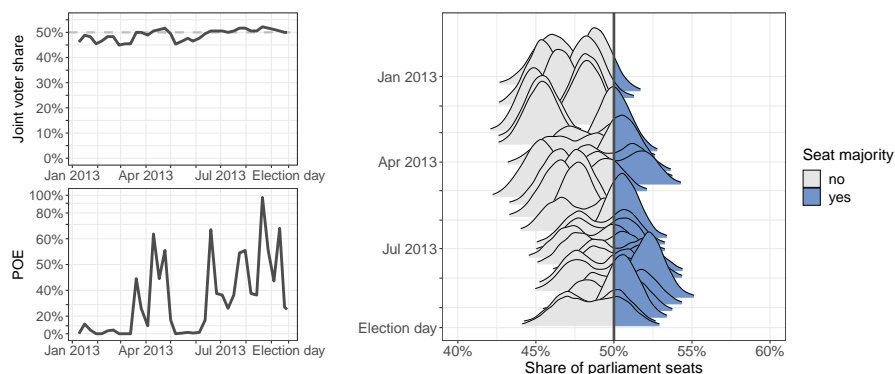 Joint voter share
50%
40%
30%
20%
10%
0%
Jan 2013 Apr 2013 Jul 2013 Election day
POE
100%
80%
60%
40%
20%
0%
Jan 2013 Apr 2013 Jul 2013 Election day
Jan 2013
Apr 2013
Jul 2013
Election day
40% 45% 50% 55% 60%
Share of parliament seats
Seat majority
no
yes